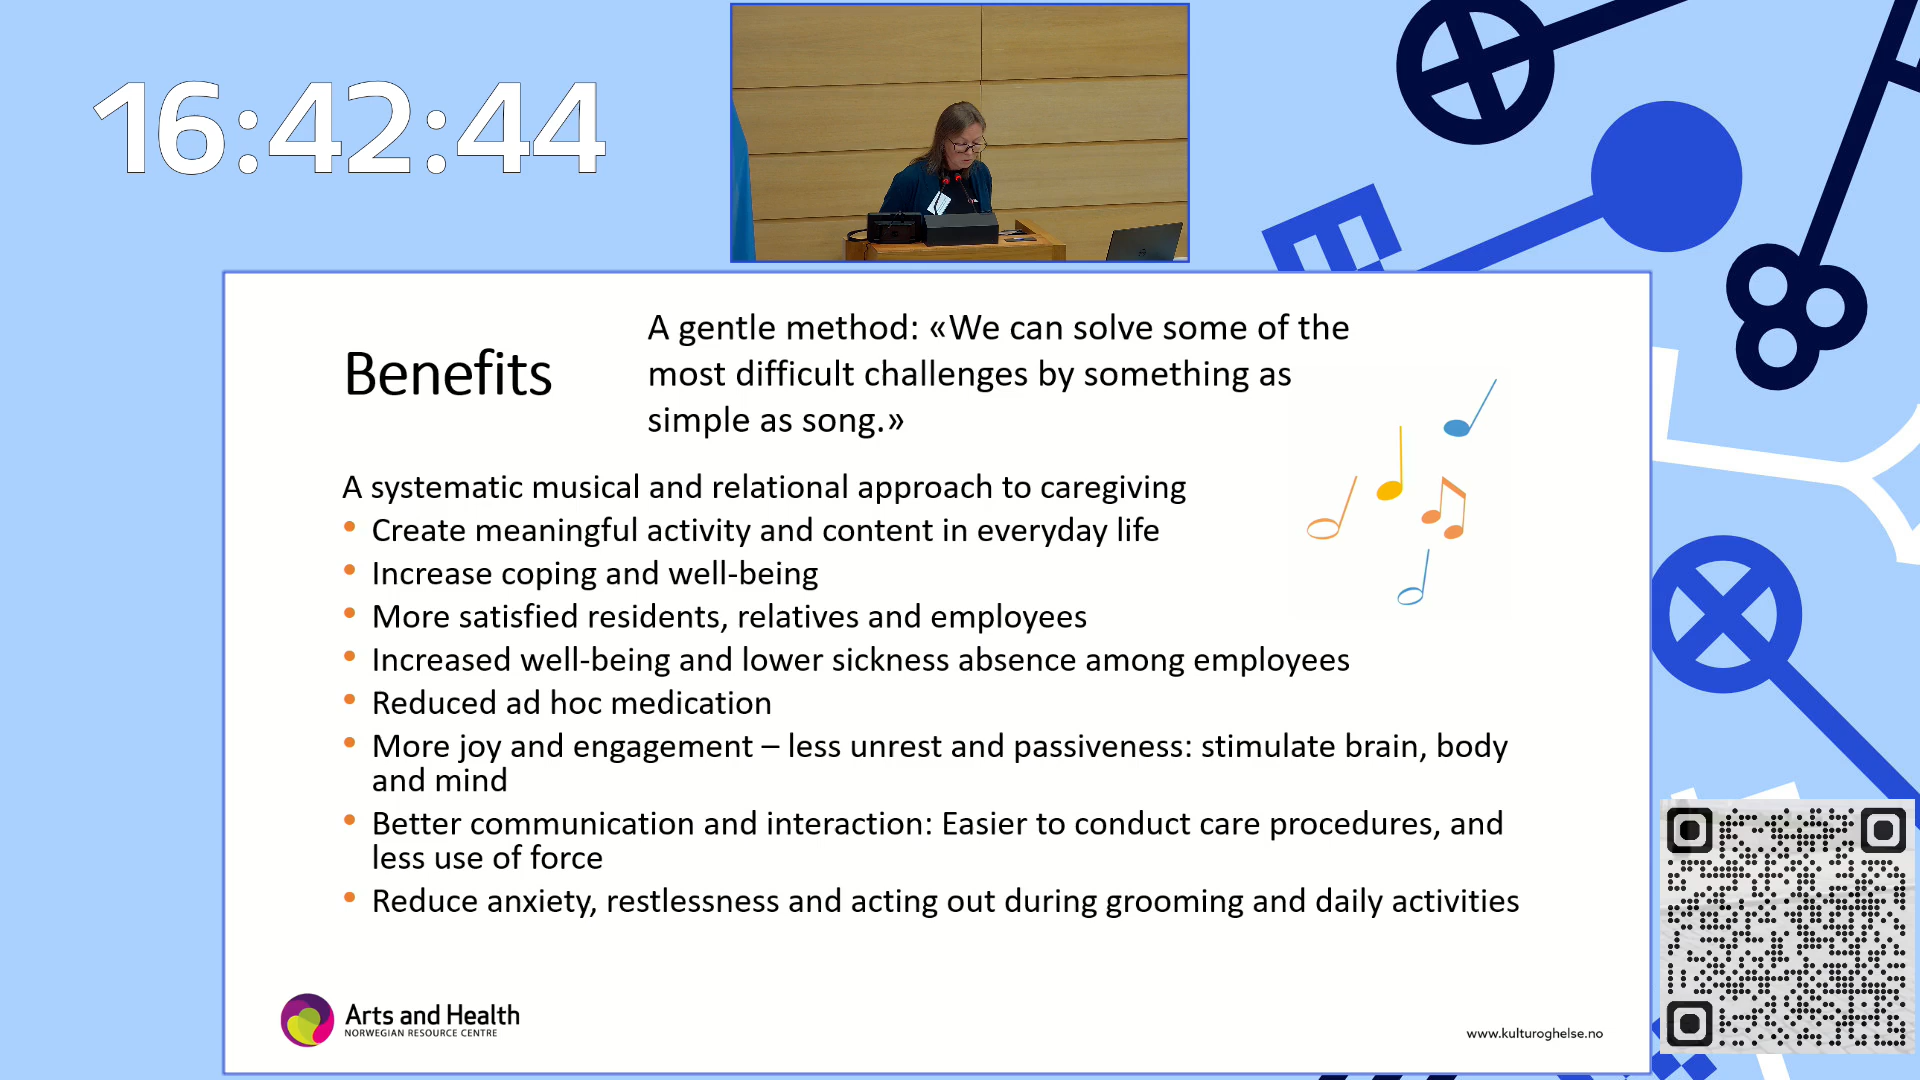 16:42:44
Benefits
A gentle method: «We can solve some of the
most difficult challenges by something as
simple as song.»
A systematic musical and relational approach to caregiving
• Create meaningful activity and content in everyday life
• Increase coping and well-being
• More satisfied residents, relatives and employees
• Increased well-being and lower sickness absence among employees
• Reduced ad hoc medication
• More joy and engagement – less unrest and passiveness: stimulate brain, body
and mind
• Better communication and interaction: Easier to conduct care procedures, and
less use of force
• Reduce anxiety, restlessness and acting out during grooming and daily activities
Arts and Health
NORWEGIAN RESOURCE CENTRE
www.kulturoghelse.no